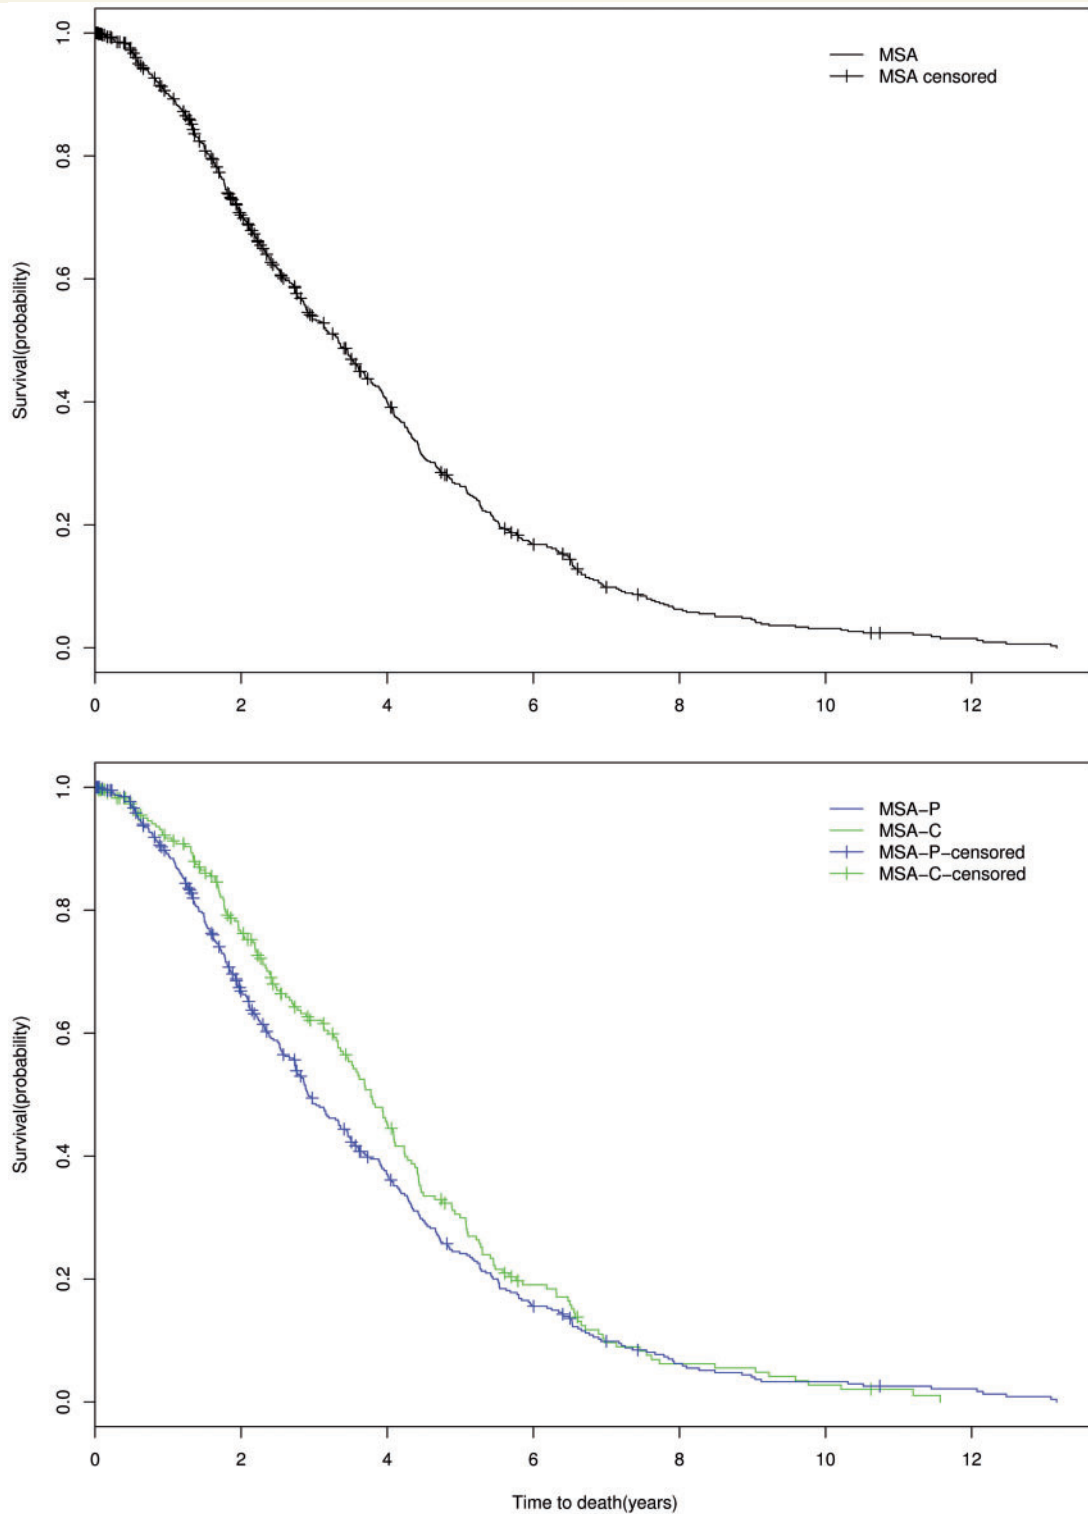 1.0
0.8
0.6
0.4
0.2
0.0
Survival(probability)
MSA
MSA censored
0 2 4 6 8 10 12
1.0
0.8
0.6
0.4
0.2
0.0
Survival(probability)
MSA–P
MSA–C
MSA–P–censored
MSA–C–censored
0 2 4 6 8 10 12
Time to death(years)